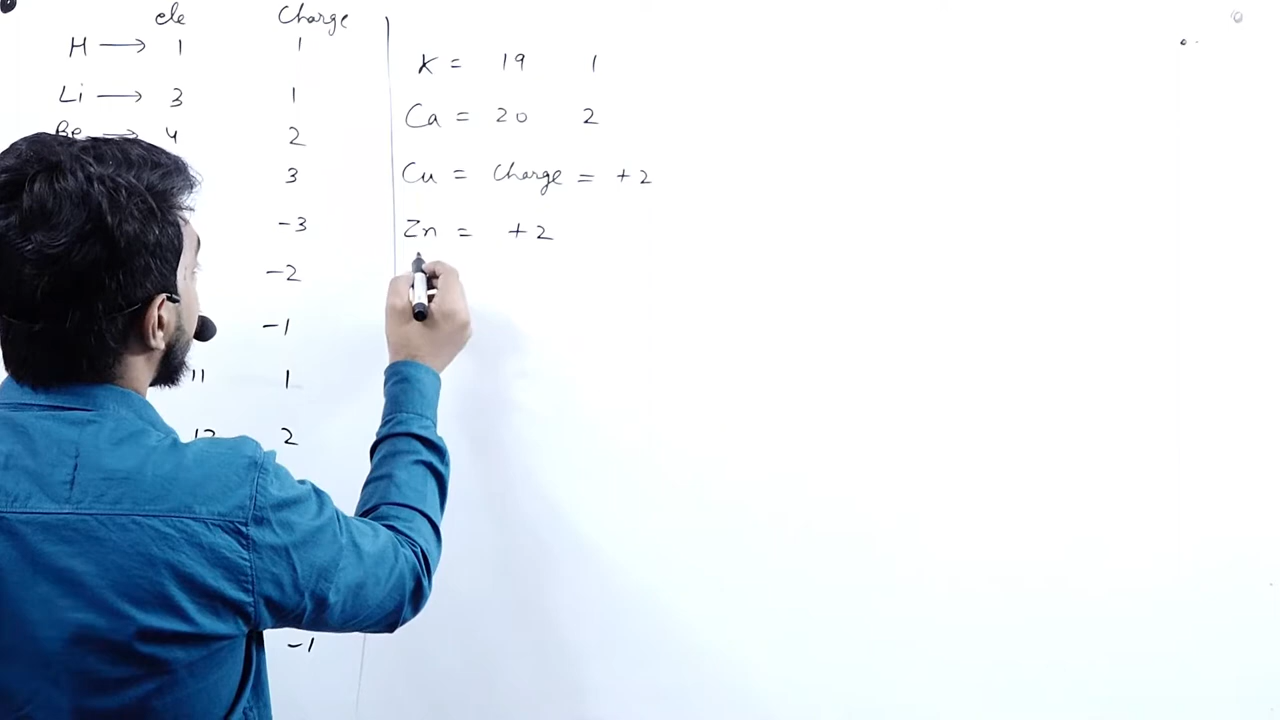 ele Charge
H → 1 1
Li → 3 1
Be → 4 2
3
-3
-2
-1
11 1
12 2
-1
K = 19 1
Ca = 20 2
Cu = Charge = +2
Zn = +2